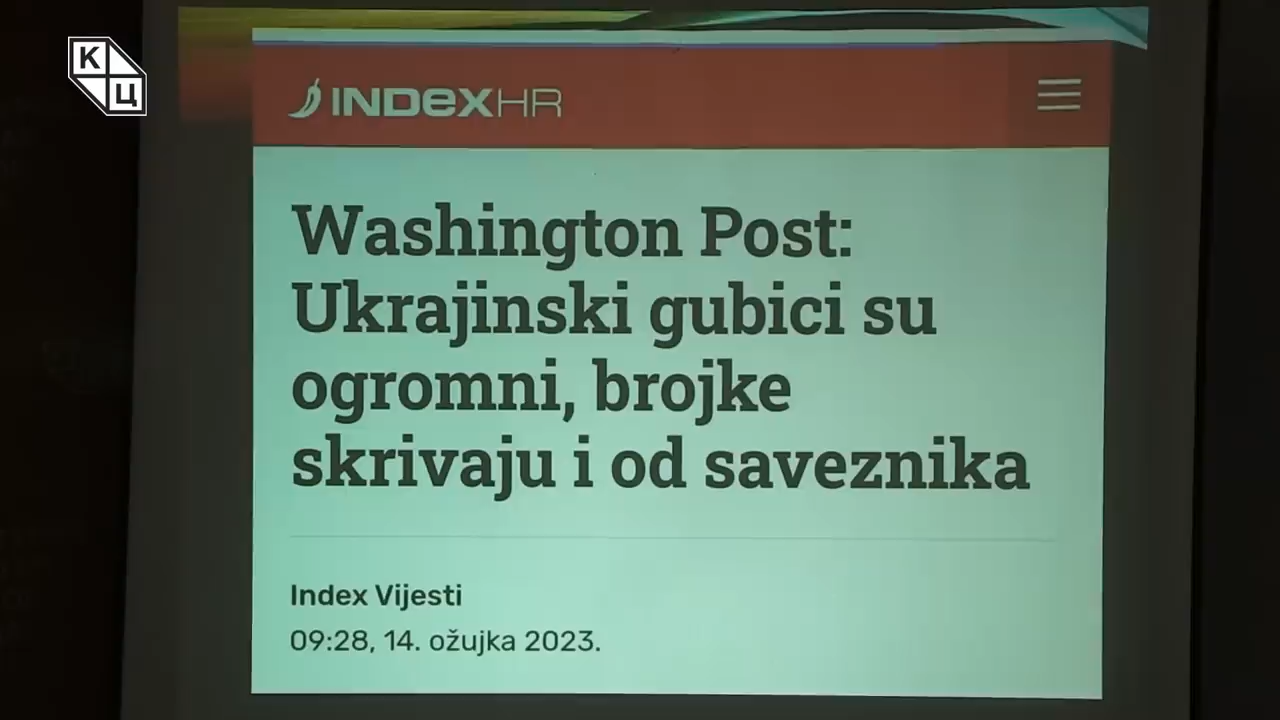 К
Ц
INDEXHR
Washington Post:
Ukrajinski gubici su
ogromni, brojke
skrivaju i od saveznika
Index Vijesti
09:28, 14. ožujka 2023.